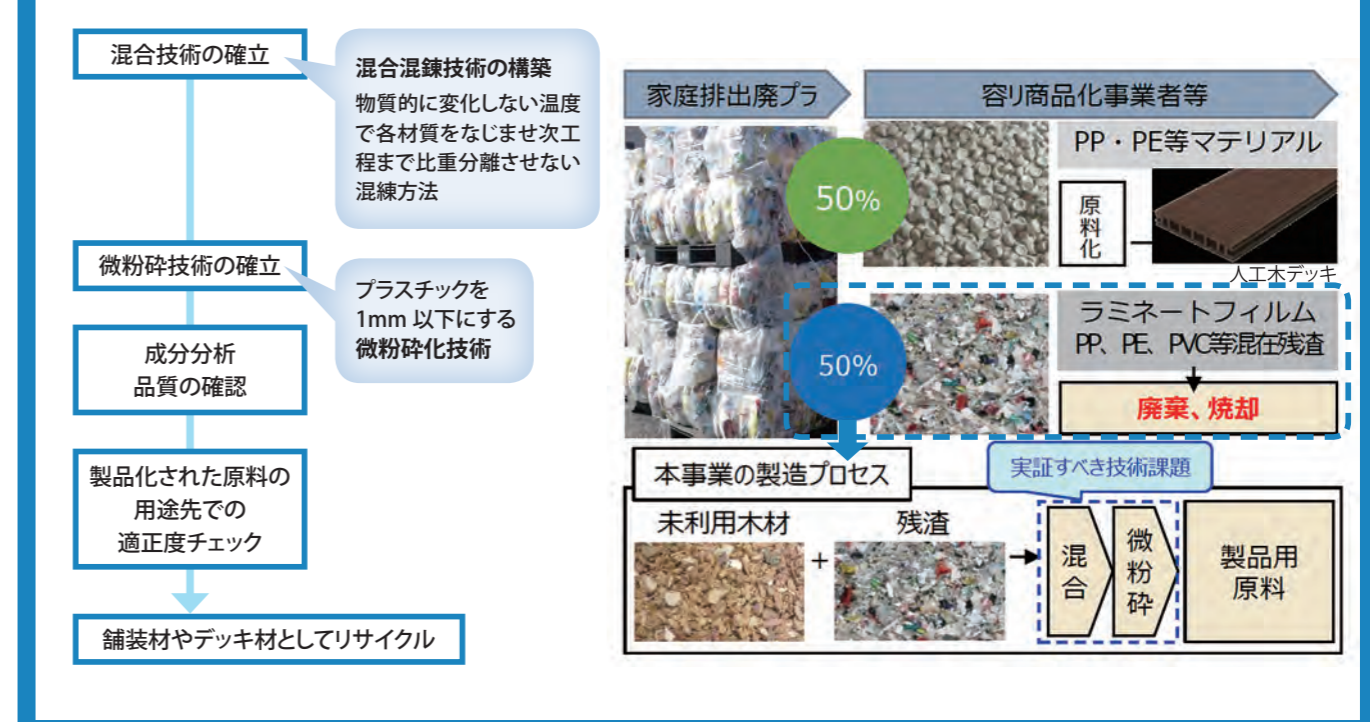 混合技術の確立
混合混錬技術の構築
物質的に変化しない温度
で各材質をなじませ次工
程まで比重分離させない
混練方法
微粉砕技術の確立
プラスチックを
1mm 以下にする
微粉砕化技術
成分分析
品質の確認
製品化された原料の
用途先での
適正度チェック
舗装材やデッキ材としてリサイクル
家庭排出廃プラ
容リ商品化事業者等
50%
PP・PE等マテリアル
原
料
化
人工木デッキ
50%
ラミネートフィルム
PP、PE、PVC等混在残渣
廃棄、焼却
本事業の製造プロセス
実証すべき技術課題
未利用木材
+
残渣
混
合
微
粉
砕
製品用
原料